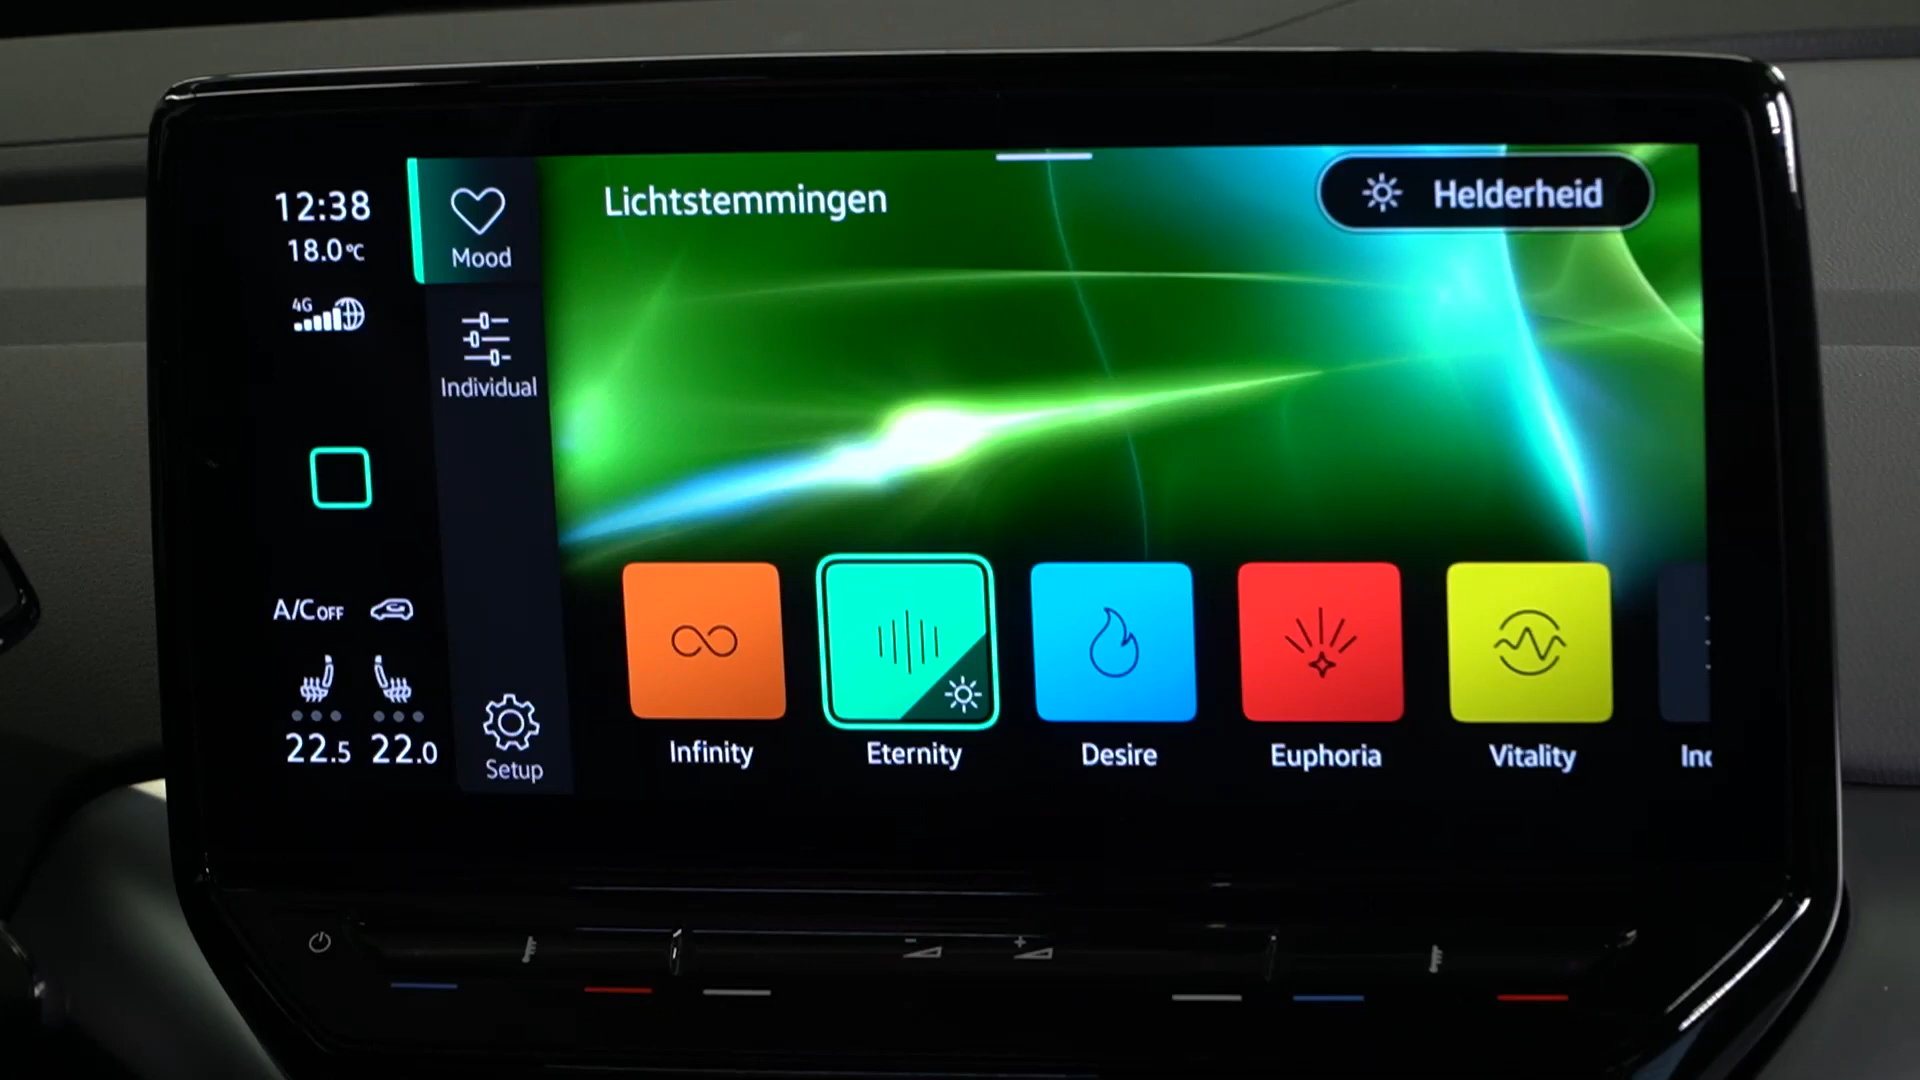 12:38
18.0°C
4G
Mood
Individual
Setup
A/C OFF
22.5 22.0
Lichtstemmingen
Helderheid
Infinity
Eternity
Desire
Euphoria
Vitality